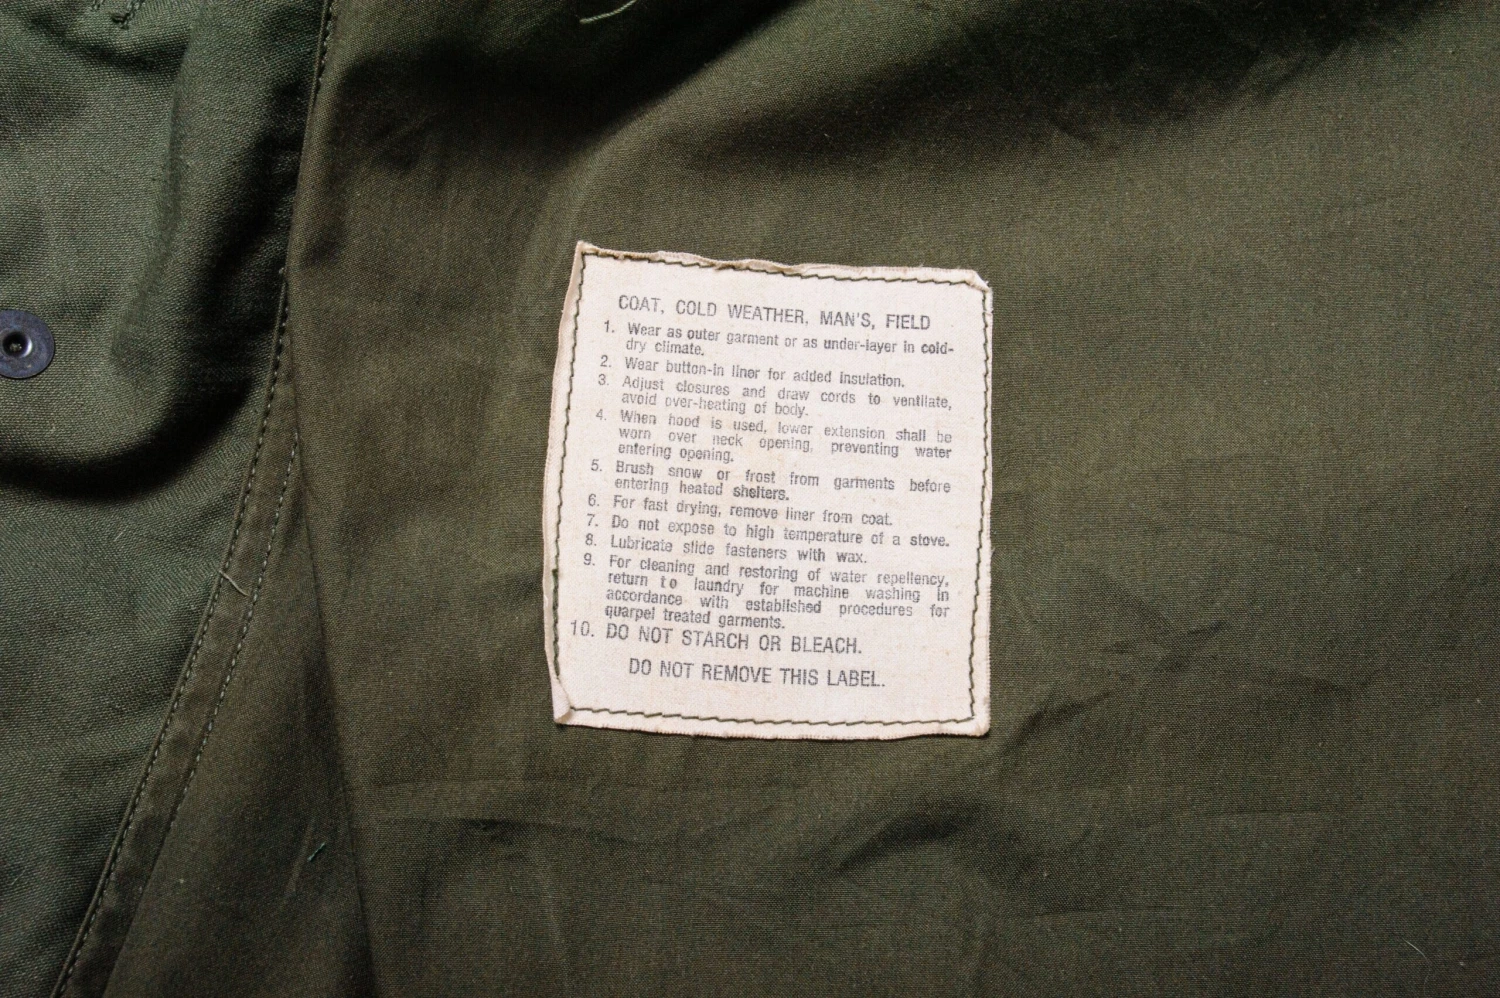 COAT, COLD WEATHER, MAN'S, FIELD
1. Wear as outer garment or as under-layer in cold-
dry climate.
2. Wear button-in liner for added insulation.
3. Adjust closures and draw cords to ventilate,
avoid over-heating of body.
4. When hood is used, lower extension shall be
worn over neck opening, preventing water
entering opening.
5. Brush snow or frost from garments before
entering heated shelters.
6. For fast drying, remove liner from coat.
7. Do not expose to high temperature of a stove.
8. Lubricate slide fasteners with wax.
9. For cleaning and restoring of water repellency,
return to laundry for machine washing in
accordance with established procedures for
quarpel treated garments.
10. DO NOT STARCH OR BLEACH.
DO NOT REMOVE THIS LABEL.